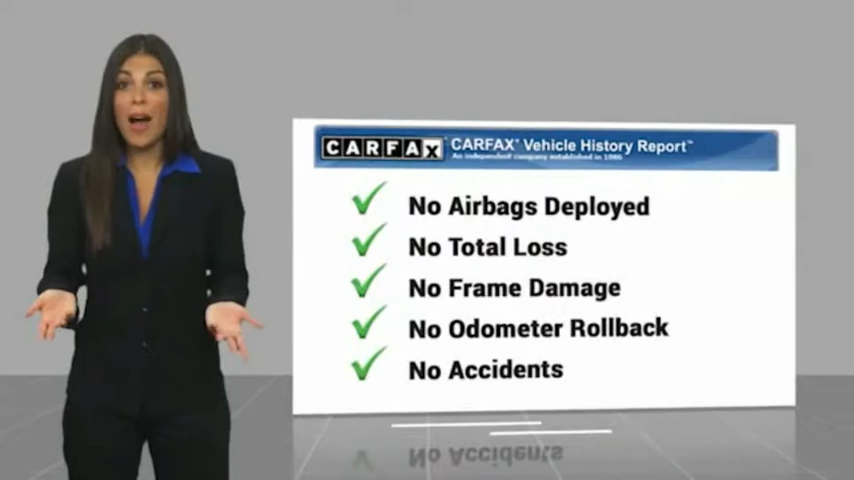 CARFAX CARFAX® Vehicle History Report™
An independent company established in 1986
No Airbags Deployed
No Total Loss
No Frame Damage
No Odometer Rollback
No Accidents
No Accidents